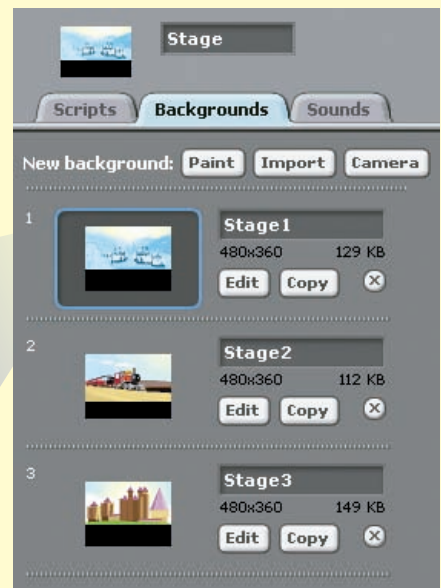 Stage
Scripts Backgrounds Sounds
New background: Paint Import Camera
1
Stage1
480x360 129 KB
Edit Copy
2
Stage2
480x360 112 KB
Edit Copy
3
Stage3
480x360 149 KB
Edit Copy